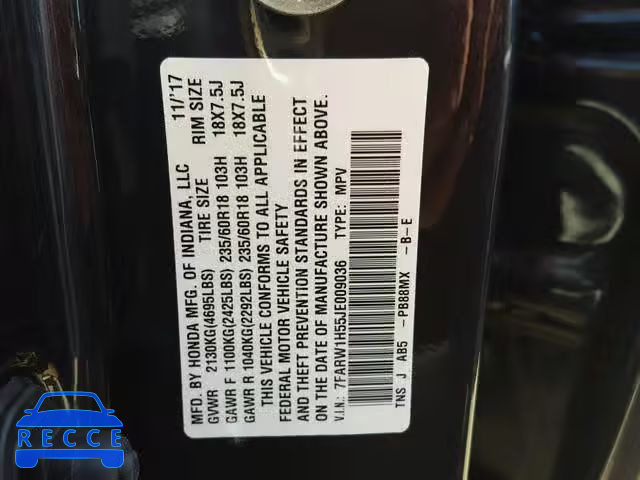 MFD. BY HONDA MFG. OF INDIANA, LLC 11/'17
GVWR 2130KG(4695LBS) TIRE SIZE RIM SIZE
GAWR F 1100KG(2425LBS) 235/60R18 103H 18X7.5J
GAWR R 1040KG(2292LBS) 235/60R18 103H 18X7.5J
THIS VEHICLE CONFORMS TO ALL APPLICABLE
FEDERAL MOTOR VEHICLE SAFETY
AND THEFT PREVENTION STANDARDS IN EFFECT
ON THE DATE OF MANUFACTURE SHOWN ABOVE.
V.I.N.: 7FARW1H55JE009036 TYPE: MPV
TNS J AB5 -PB88MX -B-E
RECCE